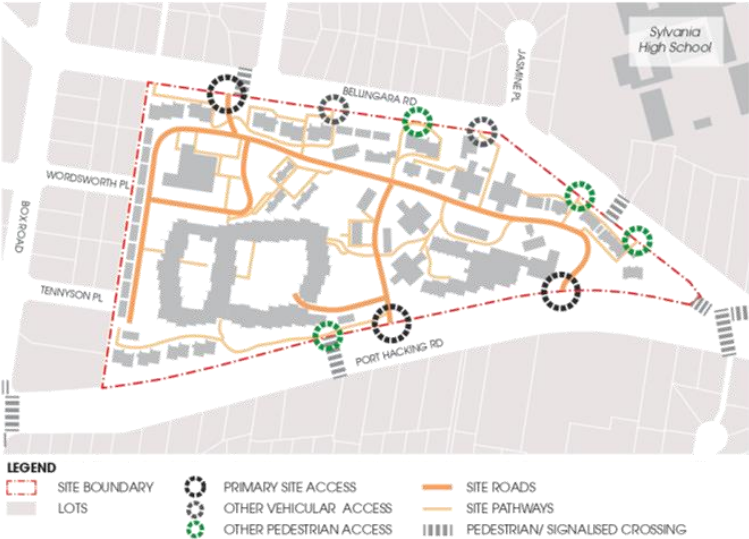 Sylvania
High School
JASMINE PL
BELLINGARA RD
WORDSWORTH PL
BOX ROAD
TENNYSON PL
PORT HACKING RD
LEGEND
SITE BOUNDARY
LOTS
PRIMARY SITE ACCESS
OTHER VEHICULAR ACCESS
OTHER PEDESTRIAN ACCESS
SITE ROADS
SITE PATHWAYS
PEDESTRIAN/ SIGNALISED CROSSING